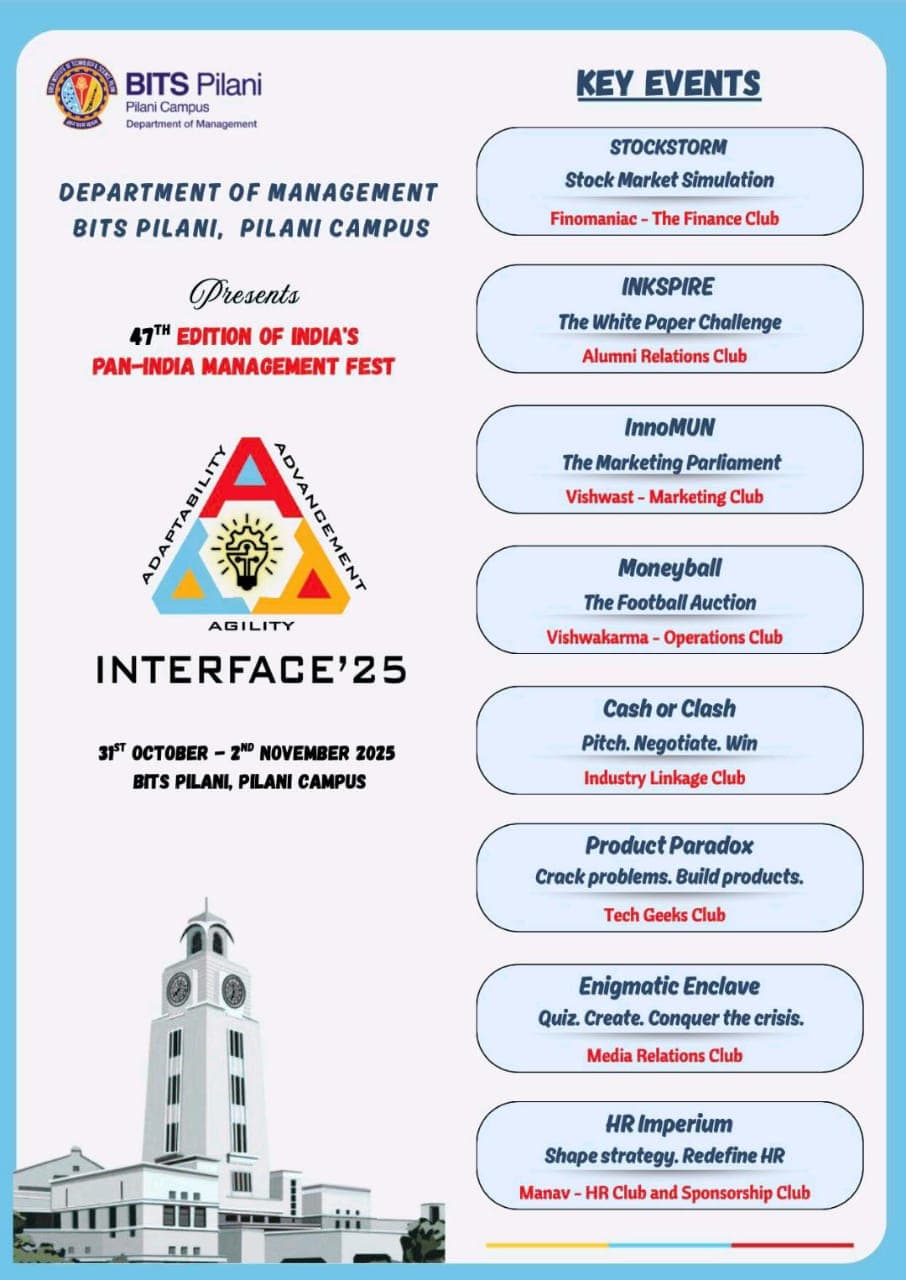 BITS Pilani
Pilani Campus
Department of Management
DEPARTMENT OF MANAGEMENT
BITS PILANI, PILANI CAMPUS
Presents
47TH EDITION OF INDIA'S
PAN-INDIA MANAGEMENT FEST
ADAPTABILITY
ADVANCEMENT
AGILITY
INTERFACE'25
31ST OCTOBER - 2ND NOVEMBER 2025
BITS PILANI, PILANI CAMPUS
KEY EVENTS
STOCKSTORM
Stock Market Simulation
Finomaniac - The Finance Club
INKSPIRE
The White Paper Challenge
Alumni Relations Club
InnoMUN
The Marketing Parliament
Vishwast - Marketing Club
Moneyball
The Football Auction
Vishwakarma - Operations Club
Cash or Clash
Pitch. Negotiate. Win
Industry Linkage Club
Product Paradox
Crack problems. Build products.
Tech Geeks Club
Enigmatic Enclave
Quiz. Create. Conquer the crisis.
Media Relations Club
HR Imperium
Shape strategy. Redefine HR
Manav - HR Club and Sponsorship Club